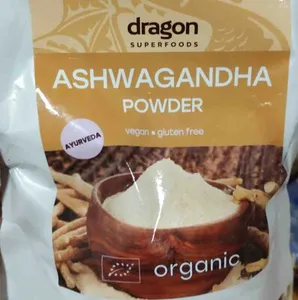 dragon
SUPERFOODS
ASHWAGANDHA
POWDER
vegan • gluten free
AYURVEDA
organic